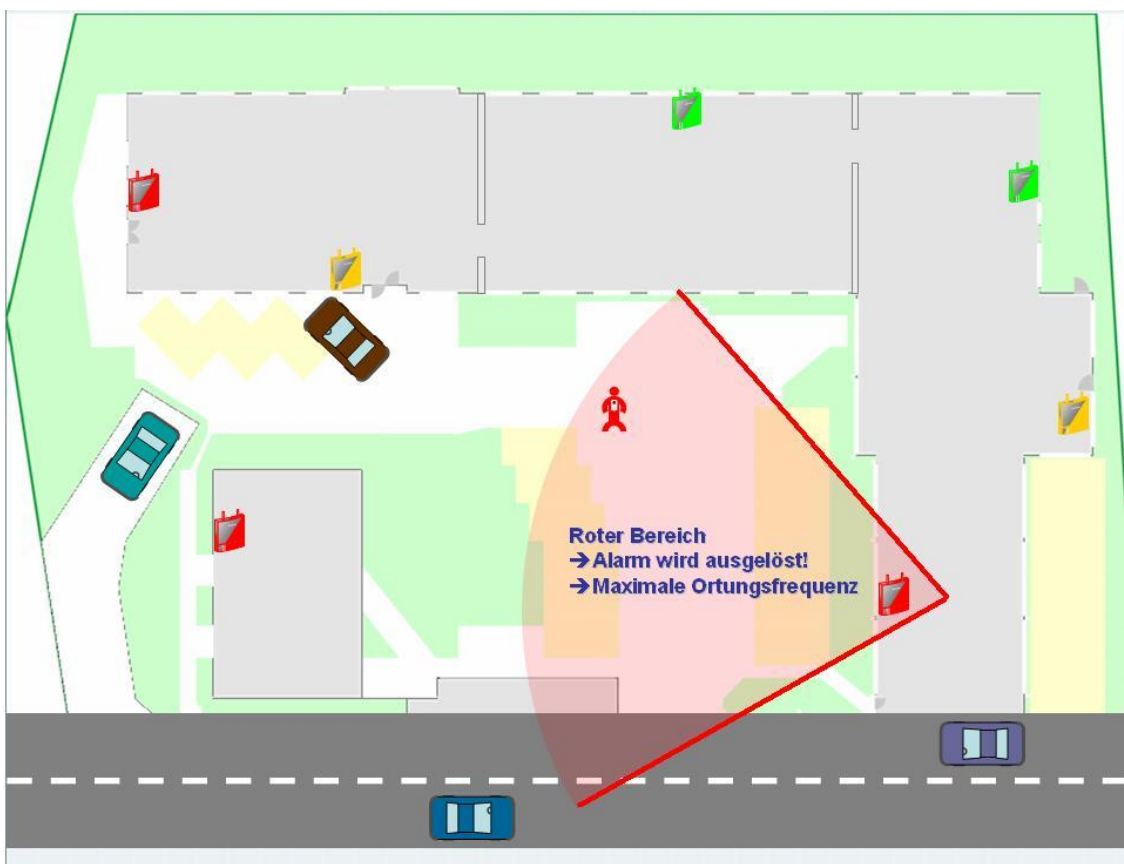 Roter Bereich
→Alarm wird ausgelöst!
→Maximale Ortungsfrequenz